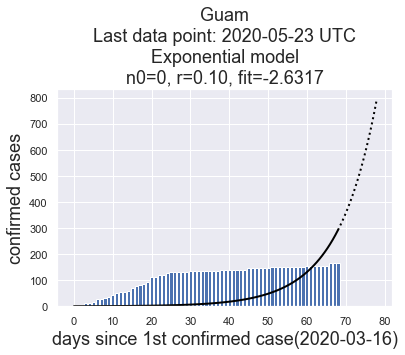 Guam
Last data point: 2020-05-23 UTC
Exponential model
n0=0, r=0.10, fit=-2.6317
800
700
600
500
400
300
200
100
0
confirmed cases
0 10 20 30 40 50 60 70 80
days since 1st confirmed case(2020-03-16)